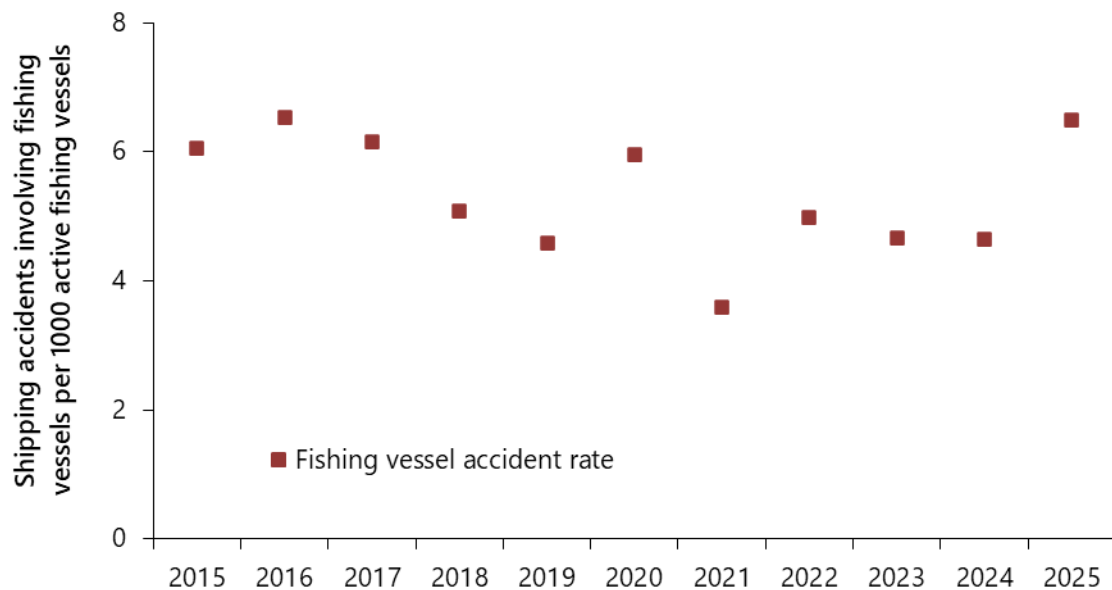 Shipping accidents involving fishing
vessels per 1000 active fishing vessels
8
6
4
2
0
Fishing vessel accident rate
2015 2016 2017 2018 2019 2020 2021 2022 2023 2024 2025